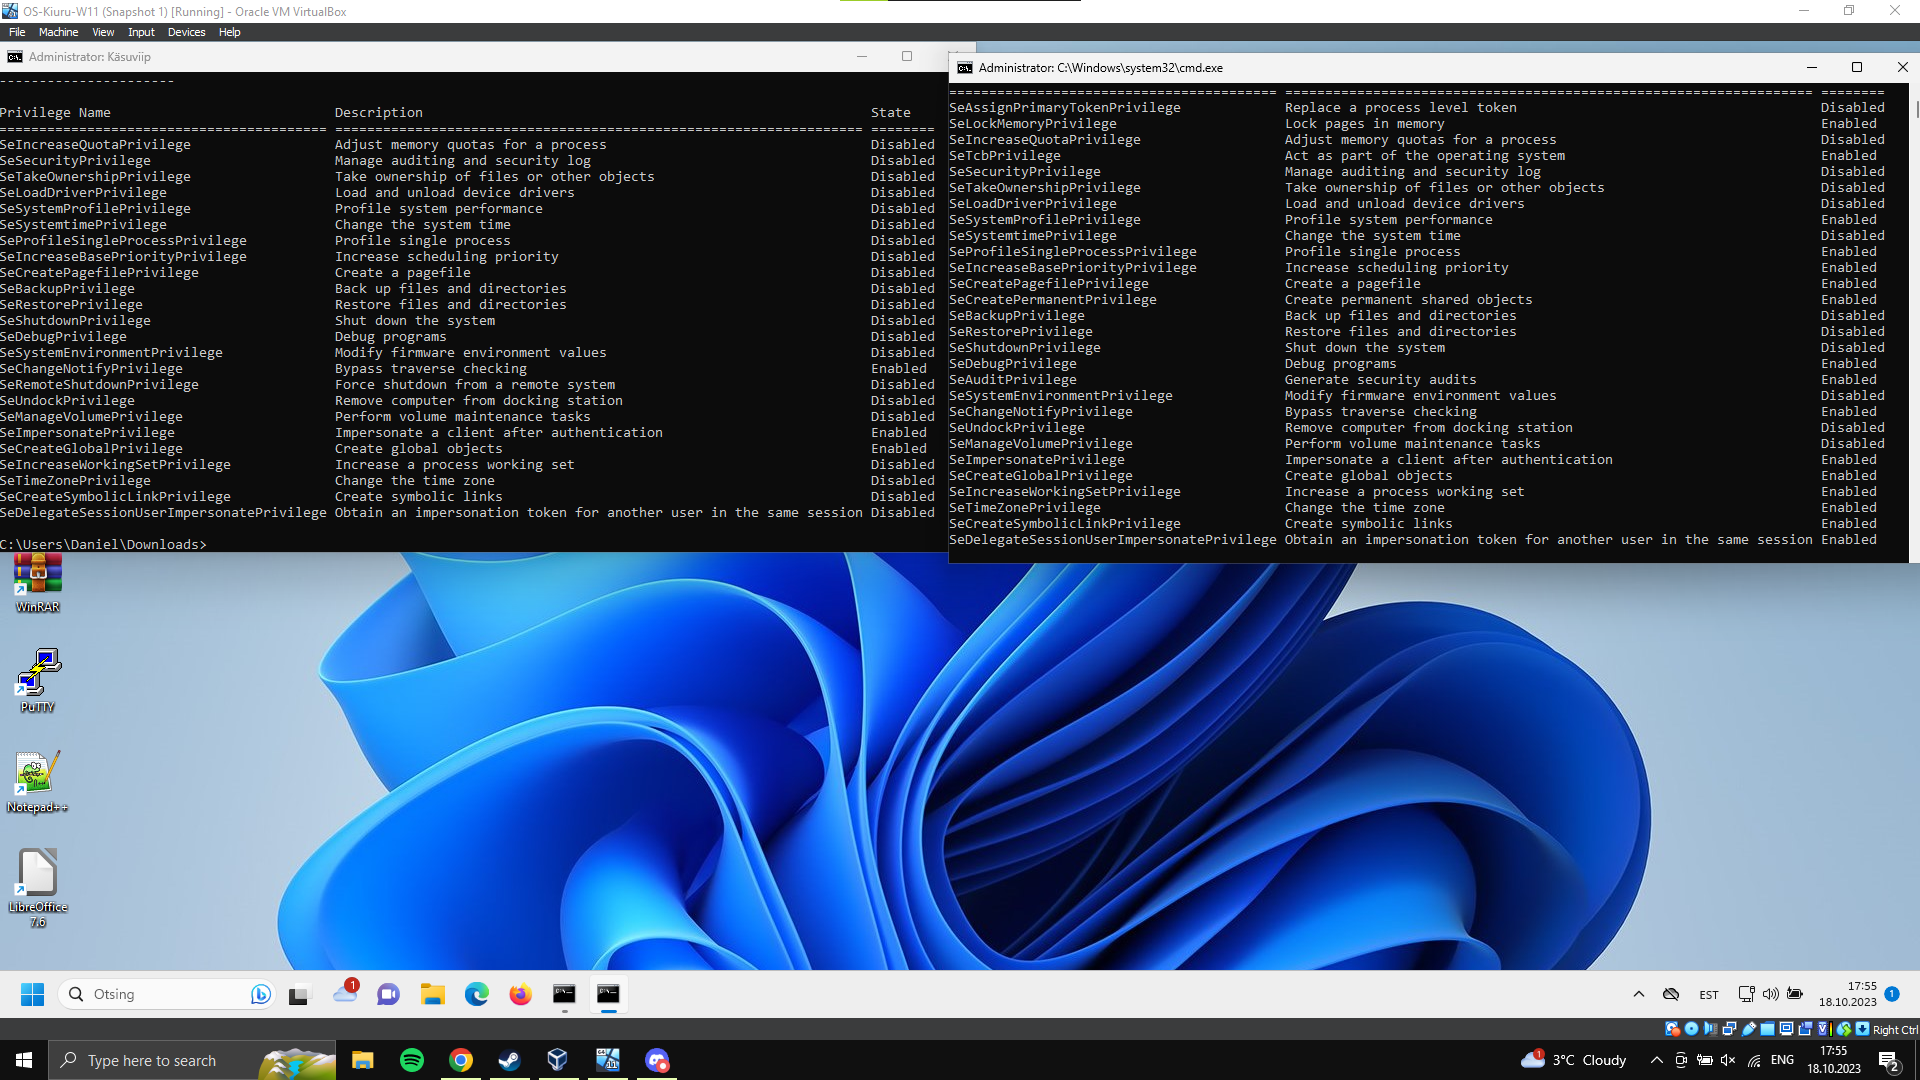 OS-Kiuru-W11 (Snapshot 1) [Running] - Oracle VM VirtualBox
File Machine View Input Devices Help
Administrator: Käsuviip
----------------------
Privilege Name Description State
========================================= ================================================================== ========
SeIncreaseQuotaPrivilege Adjust memory quotas for a process Disabled
SeSecurityPrivilege Manage auditing and security log Disabled
SeTakeOwnershipPrivilege Take ownership of files or other objects Disabled
SeLoadDriverPrivilege Load and unload device drivers Disabled
SeSystemProfilePrivilege Profile system performance Disabled
SeSystemtimePrivilege Change the system time Disabled
SeProfileSingleProcessPrivilege Profile single process Disabled
SeIncreaseBasePriorityPrivilege Increase scheduling priority Disabled
SeCreatePagefilePrivilege Create a pagefile Disabled
SeBackupPrivilege Back up files and directories Disabled
SeRestorePrivilege Restore files and directories Disabled
SeShutdownPrivilege Shut down the system Disabled
SeDebugPrivilege Debug programs Disabled
SeSystemEnvironmentPrivilege Modify firmware environment values Disabled
SeChangeNotifyPrivilege Bypass traverse checking Enabled
SeRemoteShutdownPrivilege Force shutdown from a remote system Disabled
SeUndockPrivilege Remove computer from docking station Disabled
SeManageVolumePrivilege Perform volume maintenance tasks Disabled
SeImpersonatePrivilege Impersonate a client after authentication Enabled
SeCreateGlobalPrivilege Create global objects Enabled
SeIncreaseWorkingSetPrivilege Increase a process working set Disabled
SeTimeZonePrivilege Change the time zone Disabled
SeCreateSymbolicLinkPrivilege Create symbolic links Disabled
SeDelegateSessionUserImpersonatePrivilege Obtain an impersonation token for another user in the same session Disabled
C:\Users\Daniel\Downloads>
Administrator: C:\Windows\system32\cmd.exe
========================================= ================================================================== ========
SeAssignPrimaryTokenPrivilege Replace a process level token Disabled
SeLockMemoryPrivilege Lock pages in memory Enabled
SeIncreaseQuotaPrivilege Adjust memory quotas for a process Disabled
SeTcbPrivilege Act as part of the operating system Enabled
SeSecurityPrivilege Manage auditing and security log Disabled
SeTakeOwnershipPrivilege Take ownership of files or other objects Disabled
SeLoadDriverPrivilege Load and unload device drivers Disabled
SeSystemProfilePrivilege Profile system performance Enabled
SeSystemtimePrivilege Change the system time Disabled
SeProfileSingleProcessPrivilege Profile single process Enabled
SeIncreaseBasePriorityPrivilege Increase scheduling priority Enabled
SeCreatePagefilePrivilege Create a pagefile Enabled
SeCreatePermanentPrivilege Create permanent shared objects Enabled
SeBackupPrivilege Back up files and directories Disabled
SeRestorePrivilege Restore files and directories Disabled
SeShutdownPrivilege Shut down the system Disabled
SeDebugPrivilege Debug programs Enabled
SeAuditPrivilege Generate security audits Enabled
SeSystemEnvironmentPrivilege Modify firmware environment values Disabled
SeChangeNotifyPrivilege Bypass traverse checking Enabled
SeUndockPrivilege Remove computer from docking station Disabled
SeManageVolumePrivilege Perform volume maintenance tasks Disabled
SeImpersonatePrivilege Impersonate a client after authentication Enabled
SeCreateGlobalPrivilege Create global objects Enabled
SeIncreaseWorkingSetPrivilege Increase a process working set Enabled
SeTimeZonePrivilege Change the time zone Enabled
SeCreateSymbolicLinkPrivilege Create symbolic links Enabled
SeDelegateSessionUserImpersonatePrivilege Obtain an impersonation token for another user in the same session Enabled
WinRAR
PuTTY
Notepad++
LibreOffice
7.6
Otsing
1
EST
17:55
18.10.2023
1
Right Ctrl
Type here to search
1
3°C Cloudy
ENG
17:55
18.10.2023
2